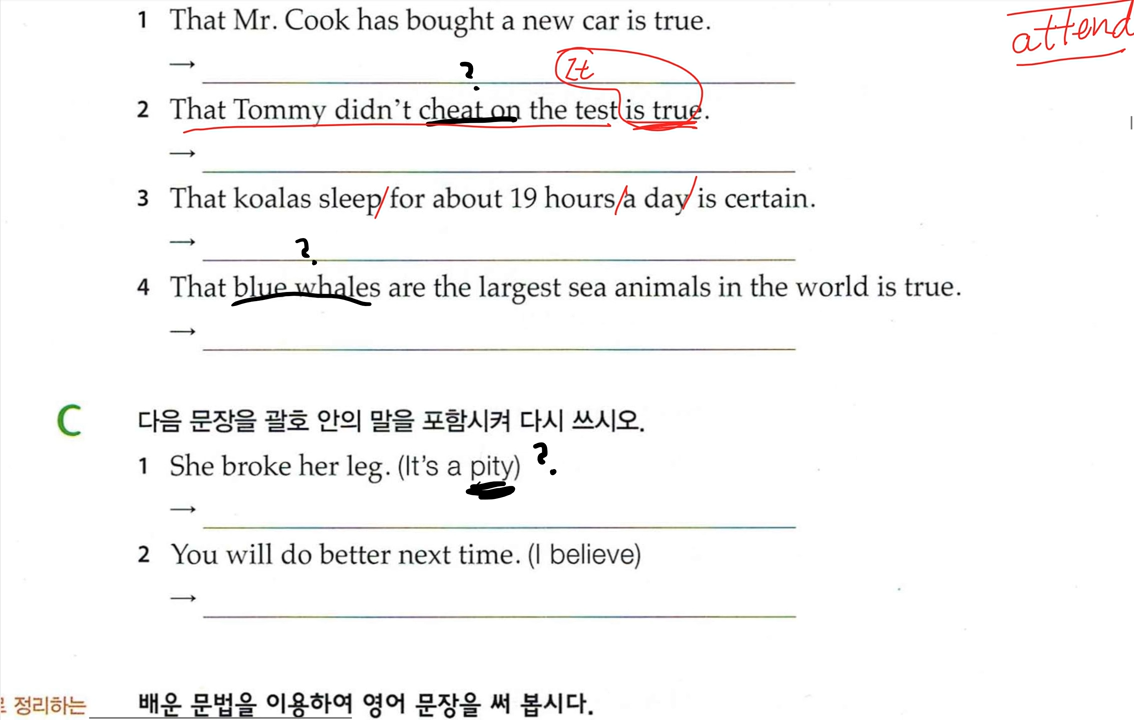 1 That Mr. Cook has bought a new car is true.
attend
→
? It
2 That Tommy didn't cheat on the test is true.
→
3 That koalas sleep/for about 19 hours/a day/is certain.
→
?
4 That blue whales are the largest sea animals in the world is true.
→
C 다음 문장을 괄호 안의 말을 포함시켜 다시 쓰시오.
1 She broke her leg. (It's a pity) ?
→
2 You will do better next time. (I believe)
→
로 정리하는 배운 문법을 이용하여 영어 문장을 써 봅시다.